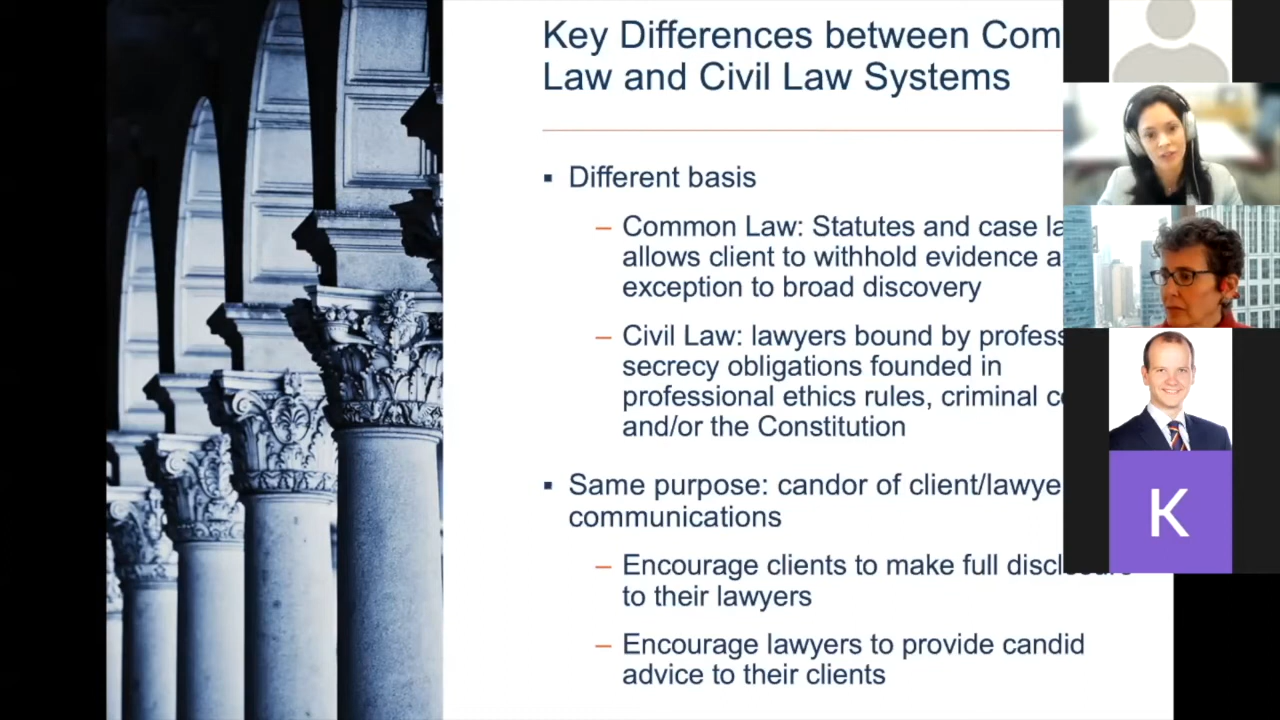 Key Differences between Com
Law and Civil Law Systems
▪ Different basis
– Common Law: Statutes and case la
allows client to withhold evidence a
exception to broad discovery
– Civil Law: lawyers bound by profess
secrecy obligations founded in
professional ethics rules, criminal c
and/or the Constitution
▪ Same purpose: candor of client/lawye
communications
– Encourage clients to make full disclosure
to their lawyers
– Encourage lawyers to provide candid
advice to their clients
K